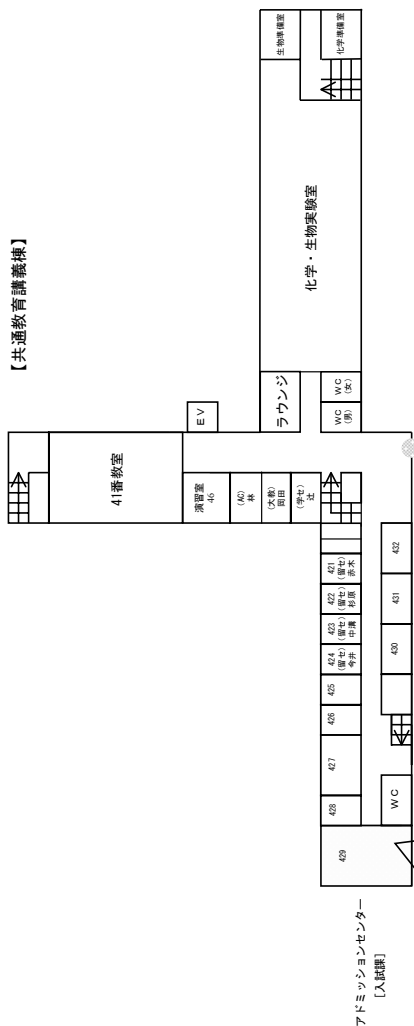 【共通教育講義棟】
生物準備室
化学準備室
化学・生物実験室
ラウンジ
WC
(女)
WC
(男)
EV
41番教室
演習室
46
(AC)
林
(大教)
岡田
(学セ)
辻
421
(留セ)
赤木
422
(留セ)
杉原
423
(留セ)
中溝
424
(留セ)
今井
425
426
427
428
429
432
431
430
WC
アドミッションセンター
[入試課]